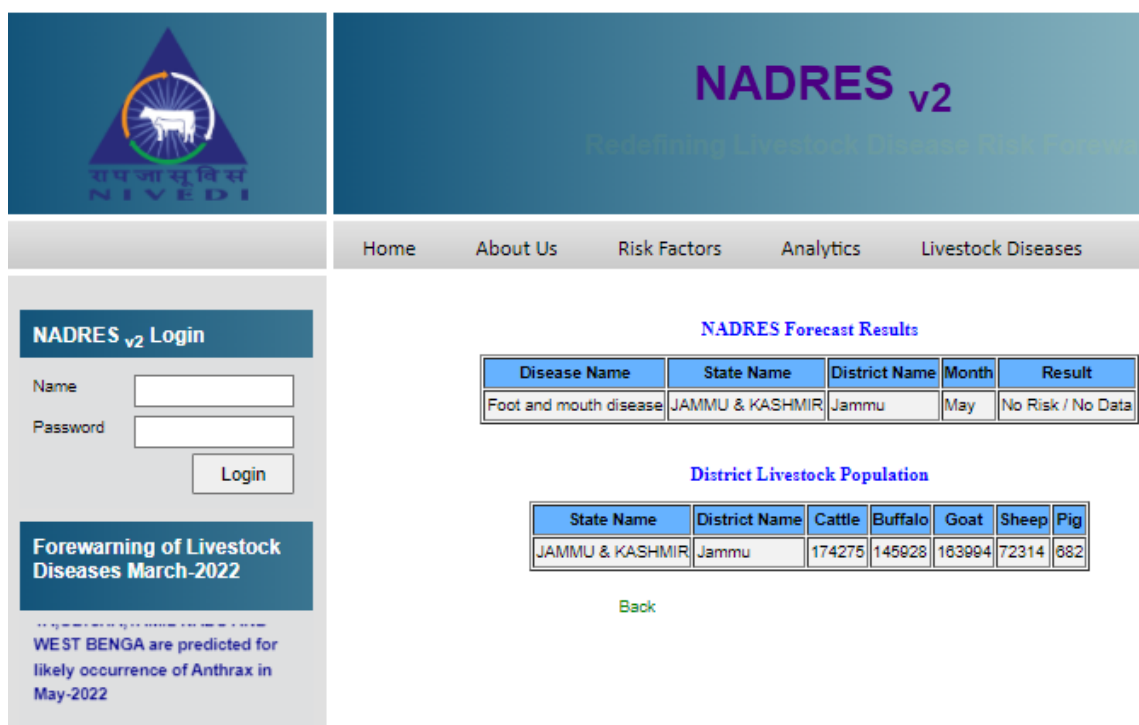 राप जा सू वि सं
NIVEDI
NADRES v2
Redefining Livestock Disease Risk Forewa
Home About Us Risk Factors Analytics Livestock Diseases
NADRES v2 Login
Name
Password
Login
Forewarning of Livestock
Diseases March-2022
WEST BENGA are predicted for
likely occurrence of Anthrax in
May-2022
NADRES Forecast Results
Disease Name State Name District Name Month Result
Foot and mouth disease JAMMU & KASHMIR Jammu May No Risk / No Data
District Livestock Population
State Name District Name Cattle Buffalo Goat Sheep Pig
JAMMU & KASHMIR Jammu 174275 145928 163994 72314 682
Back